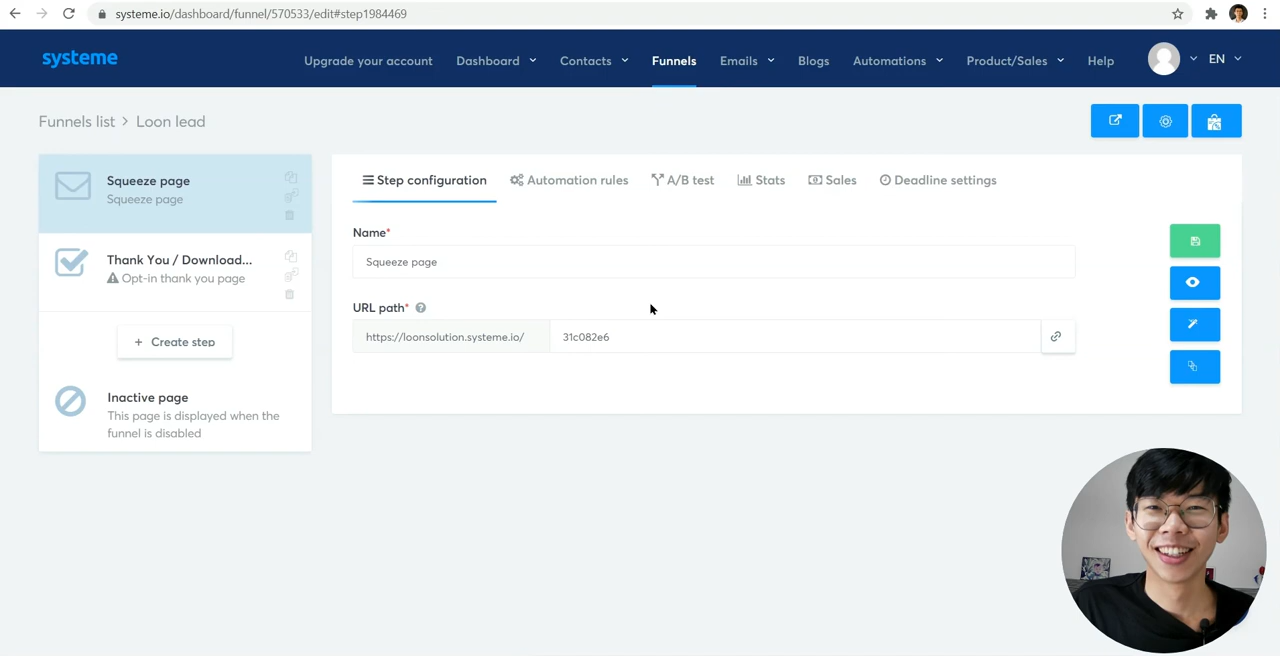 systeme.io/dashboard/funnel/570533/edit#step1984469
systeme
Upgrade your account
Dashboard
Contacts
Funnels
Emails
Blogs
Automations
Product/Sales
Help
EN
Funnels list > Loon lead
Squeeze page
Squeeze page
Thank You / Download...
Opt-in thank you page
+ Create step
Inactive page
This page is displayed when the
funnel is disabled
Step configuration
Automation rules
A/B test
Stats
Sales
Deadline settings
Name*
Squeeze page
URL path* ?
https://loonsolution.systeme.io/
31c082e6